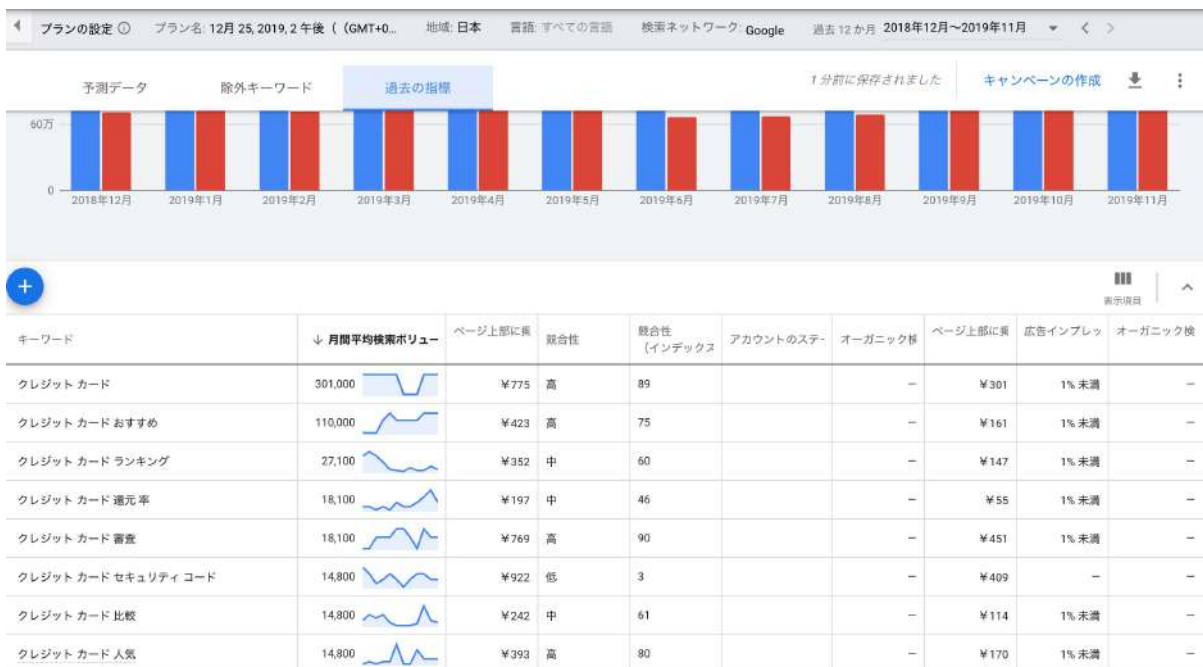 プランの設定 プラン名: 12月 25, 2019, 2 午後 ( (GMT+0... 地域: 日本 言語: すべての言語 検索ネットワーク: Google 過去 12 か月 2018年12月～2019年11月
予測データ 除外キーワード 過去の指標 1 分前に保存されました キャンペーンの作成
60万
0
2018年12月 2019年1月 2019年2月 2019年3月 2019年4月 2019年5月 2019年6月 2019年7月 2019年8月 2019年9月 2019年10月 2019年11月
表示項目
キーワード ↓ 月間平均検索ボリュー ページ上部に掲 競合性 競合性 (インデックス アカウントのステー オーガニック検 ページ上部に掲 広告インプレッ オーガニック検
クレジット カード 301,000 ¥775 高 89 – ¥301 1% 未満 –
クレジット カード おすすめ 110,000 ¥423 高 75 – ¥161 1% 未満 –
クレジット カード ランキング 27,100 ¥352 中 60 – ¥147 1% 未満 –
クレジット カード 還元 率 18,100 ¥197 中 46 – ¥55 1% 未満 –
クレジット カード 審査 18,100 ¥769 高 90 – ¥451 1% 未満 –
クレジット カード セキュリティ コード 14,800 ¥922 低 3 – ¥409 – –
クレジット カード 比較 14,800 ¥242 中 61 – ¥114 1% 未満 –
クレジット カード 人気 14,800 ¥393 高 80 – ¥170 1% 未満 –